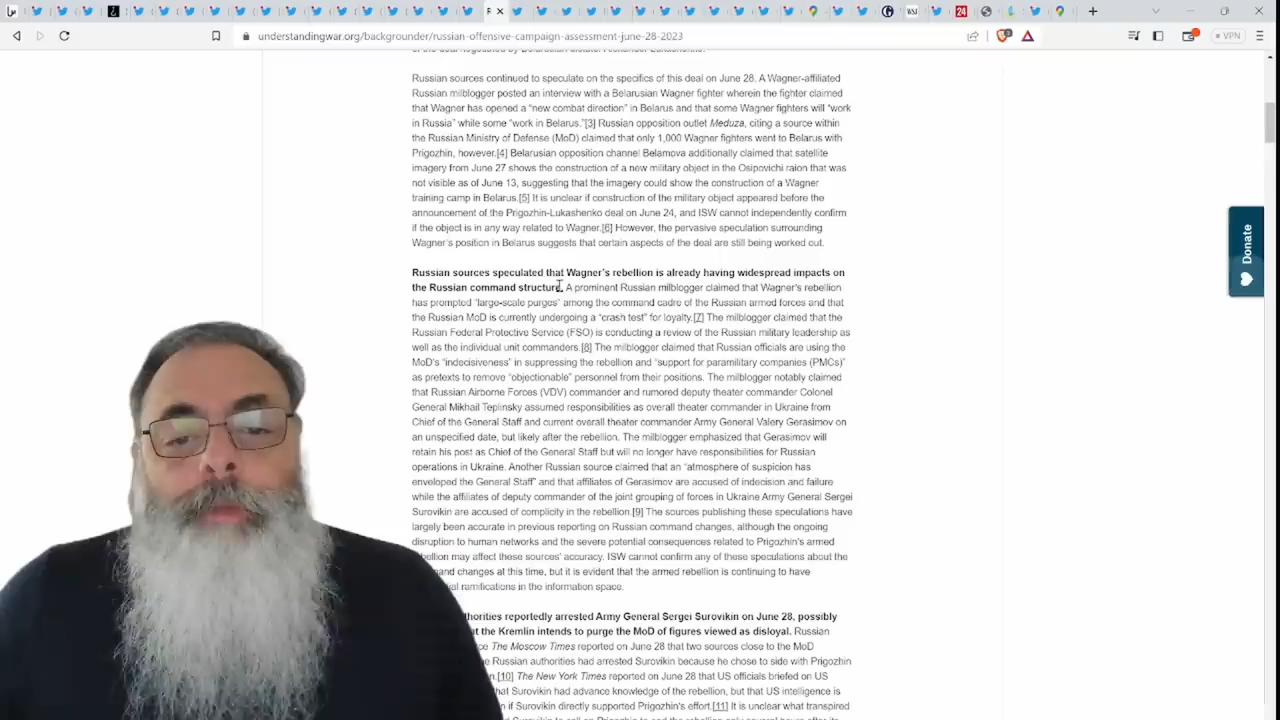 understandingwar.org/backgrounder/russian-offensive-campaign-assessment-june-28-2023
VPN
Russian sources continued to speculate on the specifics of this deal on June 28. A Wagner-affiliated
Russian milblogger posted an interview with a Belarusian Wagner fighter wherein the fighter claimed
that Wagner has opened a “new combat direction” in Belarus and that some Wagner fighters will “work
in Russia” while some “work in Belarus.”[3] Russian opposition outlet Meduza, citing a source within
the Russian Ministry of Defense (MoD) claimed that only 1,000 Wagner fighters went to Belarus with
Prigozhin, however.[4] Belarusian opposition channel Belamova additionally claimed that satellite
imagery from June 27 shows the construction of a new military object in the Osipovichi raion that was
not visible as of June 13, suggesting that the imagery could show the construction of a Wagner
training camp in Belarus.[5] It is unclear if construction of the military object appeared before the
announcement of the Prigozhin-Lukashenko deal on June 24, and ISW cannot independently confirm
if the object is in any way related to Wagner.[6] However, the pervasive speculation surrounding
Wagner’s position in Belarus suggests that certain aspects of the deal are still being worked out.
Donate
Russian sources speculated that Wagner’s rebellion is already having widespread impacts on
the Russian command structure. A prominent Russian milblogger claimed that Wagner’s rebellion
has prompted “large-scale purges” among the command cadre of the Russian armed forces and that
the Russian MoD is currently undergoing a “crash test” for loyalty.[7] The milblogger claimed that the
Russian Federal Protective Service (FSO) is conducting a review of the Russian military leadership as
well as the individual unit commanders.[8] The milblogger claimed that Russian officials are using the
MoD’s “indecisiveness” in suppressing the rebellion and “support for paramilitary companies (PMCs)”
as pretexts to remove “objectionable” personnel from their positions. The milblogger notably claimed
that Russian Airborne Forces (VDV) commander and rumored deputy theater commander Colonel
General Mikhail Teplinsky assumed responsibilities as overall theater commander in Ukraine from
Chief of the General Staff and current overall theater commander Army General Valery Gerasimov on
an unspecified date, but likely after the rebellion. The milblogger emphasized that Gerasimov will
retain his post as Chief of the General Staff but will no longer have responsibilities for Russian
operations in Ukraine. Another Russian source claimed that an “atmosphere of suspicion has
enveloped the General Staff” and that affiliates of Gerasimov are accused of indecision and failure
while the affiliates of deputy commander of the joint grouping of forces in Ukraine Army General Sergei
Surovikin are accused of complicity in the rebellion.[9] The sources publishing these speculations have
largely been accurate in previous reporting on Russian command changes, although the ongoing
disruption to human networks and the severe potential consequences related to Prigozhin’s armed
rebellion may affect these sources’ accuracy. ISW cannot confirm any of these speculations about the
mand changes at this time, but it is evident that the armed rebellion is continuing to have
ial ramifications in the information space.
thorities reportedly arrested Army General Sergei Surovikin on June 28, possibly
at the Kremlin intends to purge the MoD of figures viewed as disloyal. Russian
ce The Moscow Times reported on June 28 that two sources close to the MoD
e Russian authorities had arrested Surovikin because he chose to side with Prigozhin
[10] The New York Times reported on June 28 that US officials briefed on US
hat Surovikin had advance knowledge of the rebellion, but that US intelligence is
n if Surovikin directly supported Prigozhin’s effort.[11] It is unclear what transpired